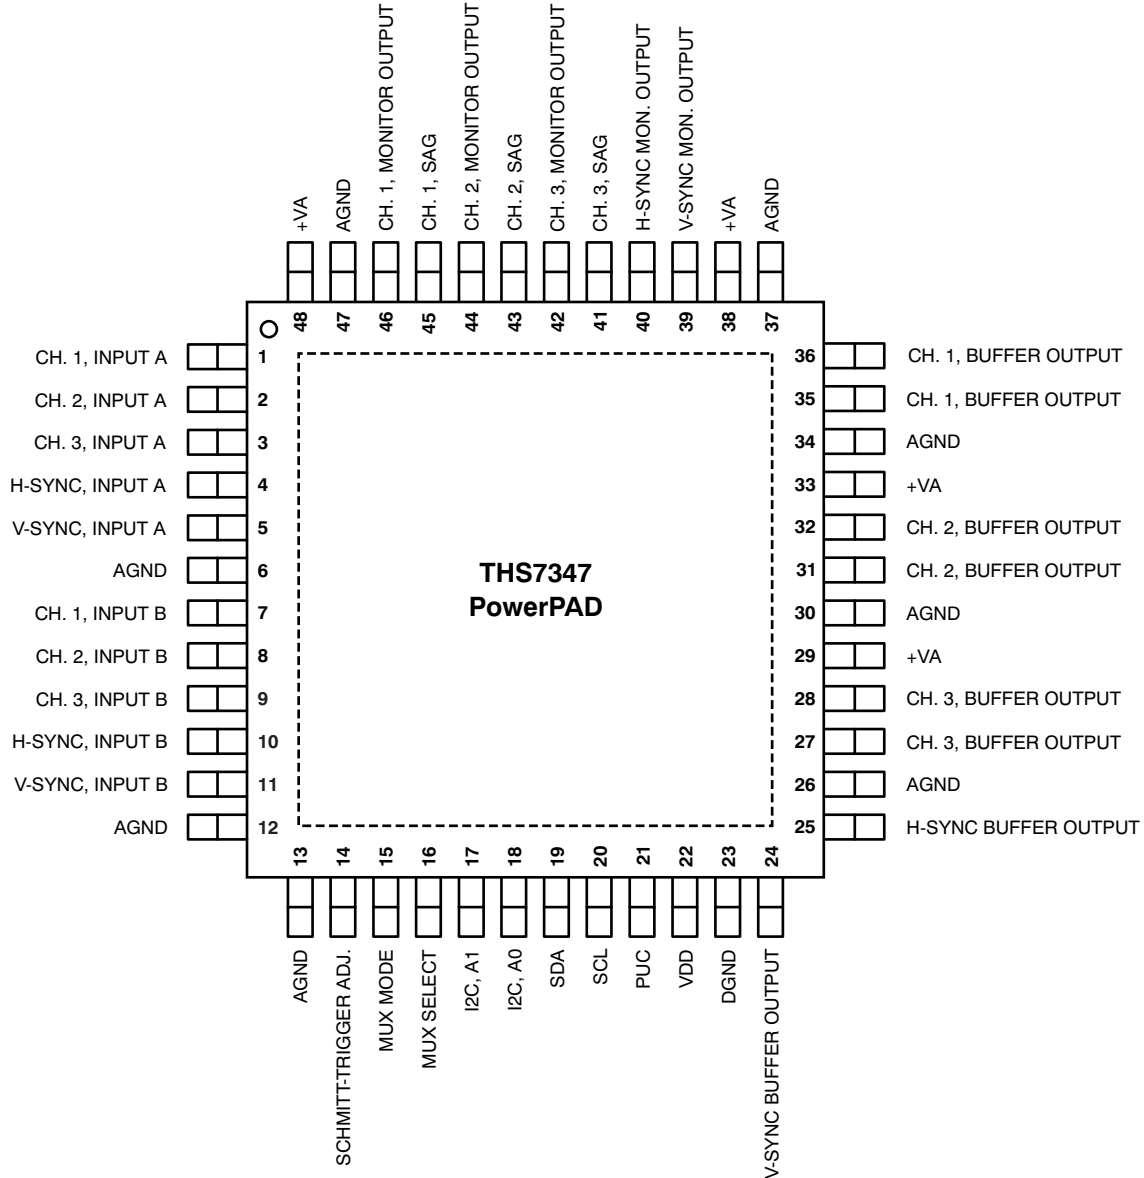 +VA
AGND
CH. 1, MONITOR OUTPUT
CH. 1, SAG
CH. 2, MONITOR OUTPUT
CH. 2, SAG
CH. 3, MONITOR OUTPUT
CH. 3, SAG
H-SYNC MON. OUTPUT
V-SYNC MON. OUTPUT
+VA
AGND
48
47
46
45
44
43
42
41
40
39
38
37
CH. 1, INPUT A 1
CH. 2, INPUT A 2
CH. 3, INPUT A 3
H-SYNC, INPUT A 4
V-SYNC, INPUT A 5
AGND 6
CH. 1, INPUT B 7
CH. 2, INPUT B 8
CH. 3, INPUT B 9
H-SYNC, INPUT B 10
V-SYNC, INPUT B 11
AGND 12
THS7347
PowerPAD
36 CH. 1, BUFFER OUTPUT
35 CH. 1, BUFFER OUTPUT
34 AGND
33 +VA
32 CH. 2, BUFFER OUTPUT
31 CH. 2, BUFFER OUTPUT
30 AGND
29 +VA
28 CH. 3, BUFFER OUTPUT
27 CH. 3, BUFFER OUTPUT
26 AGND
25 H-SYNC BUFFER OUTPUT
13
14
15
16
17
18
19
20
21
22
23
24
AGND
SCHMITT-TRIGGER ADJ.
MUX MODE
MUX SELECT
I2C, A1
I2C, A0
SDA
SCL
PUC
VDD
DGND
V-SYNC BUFFER OUTPUT